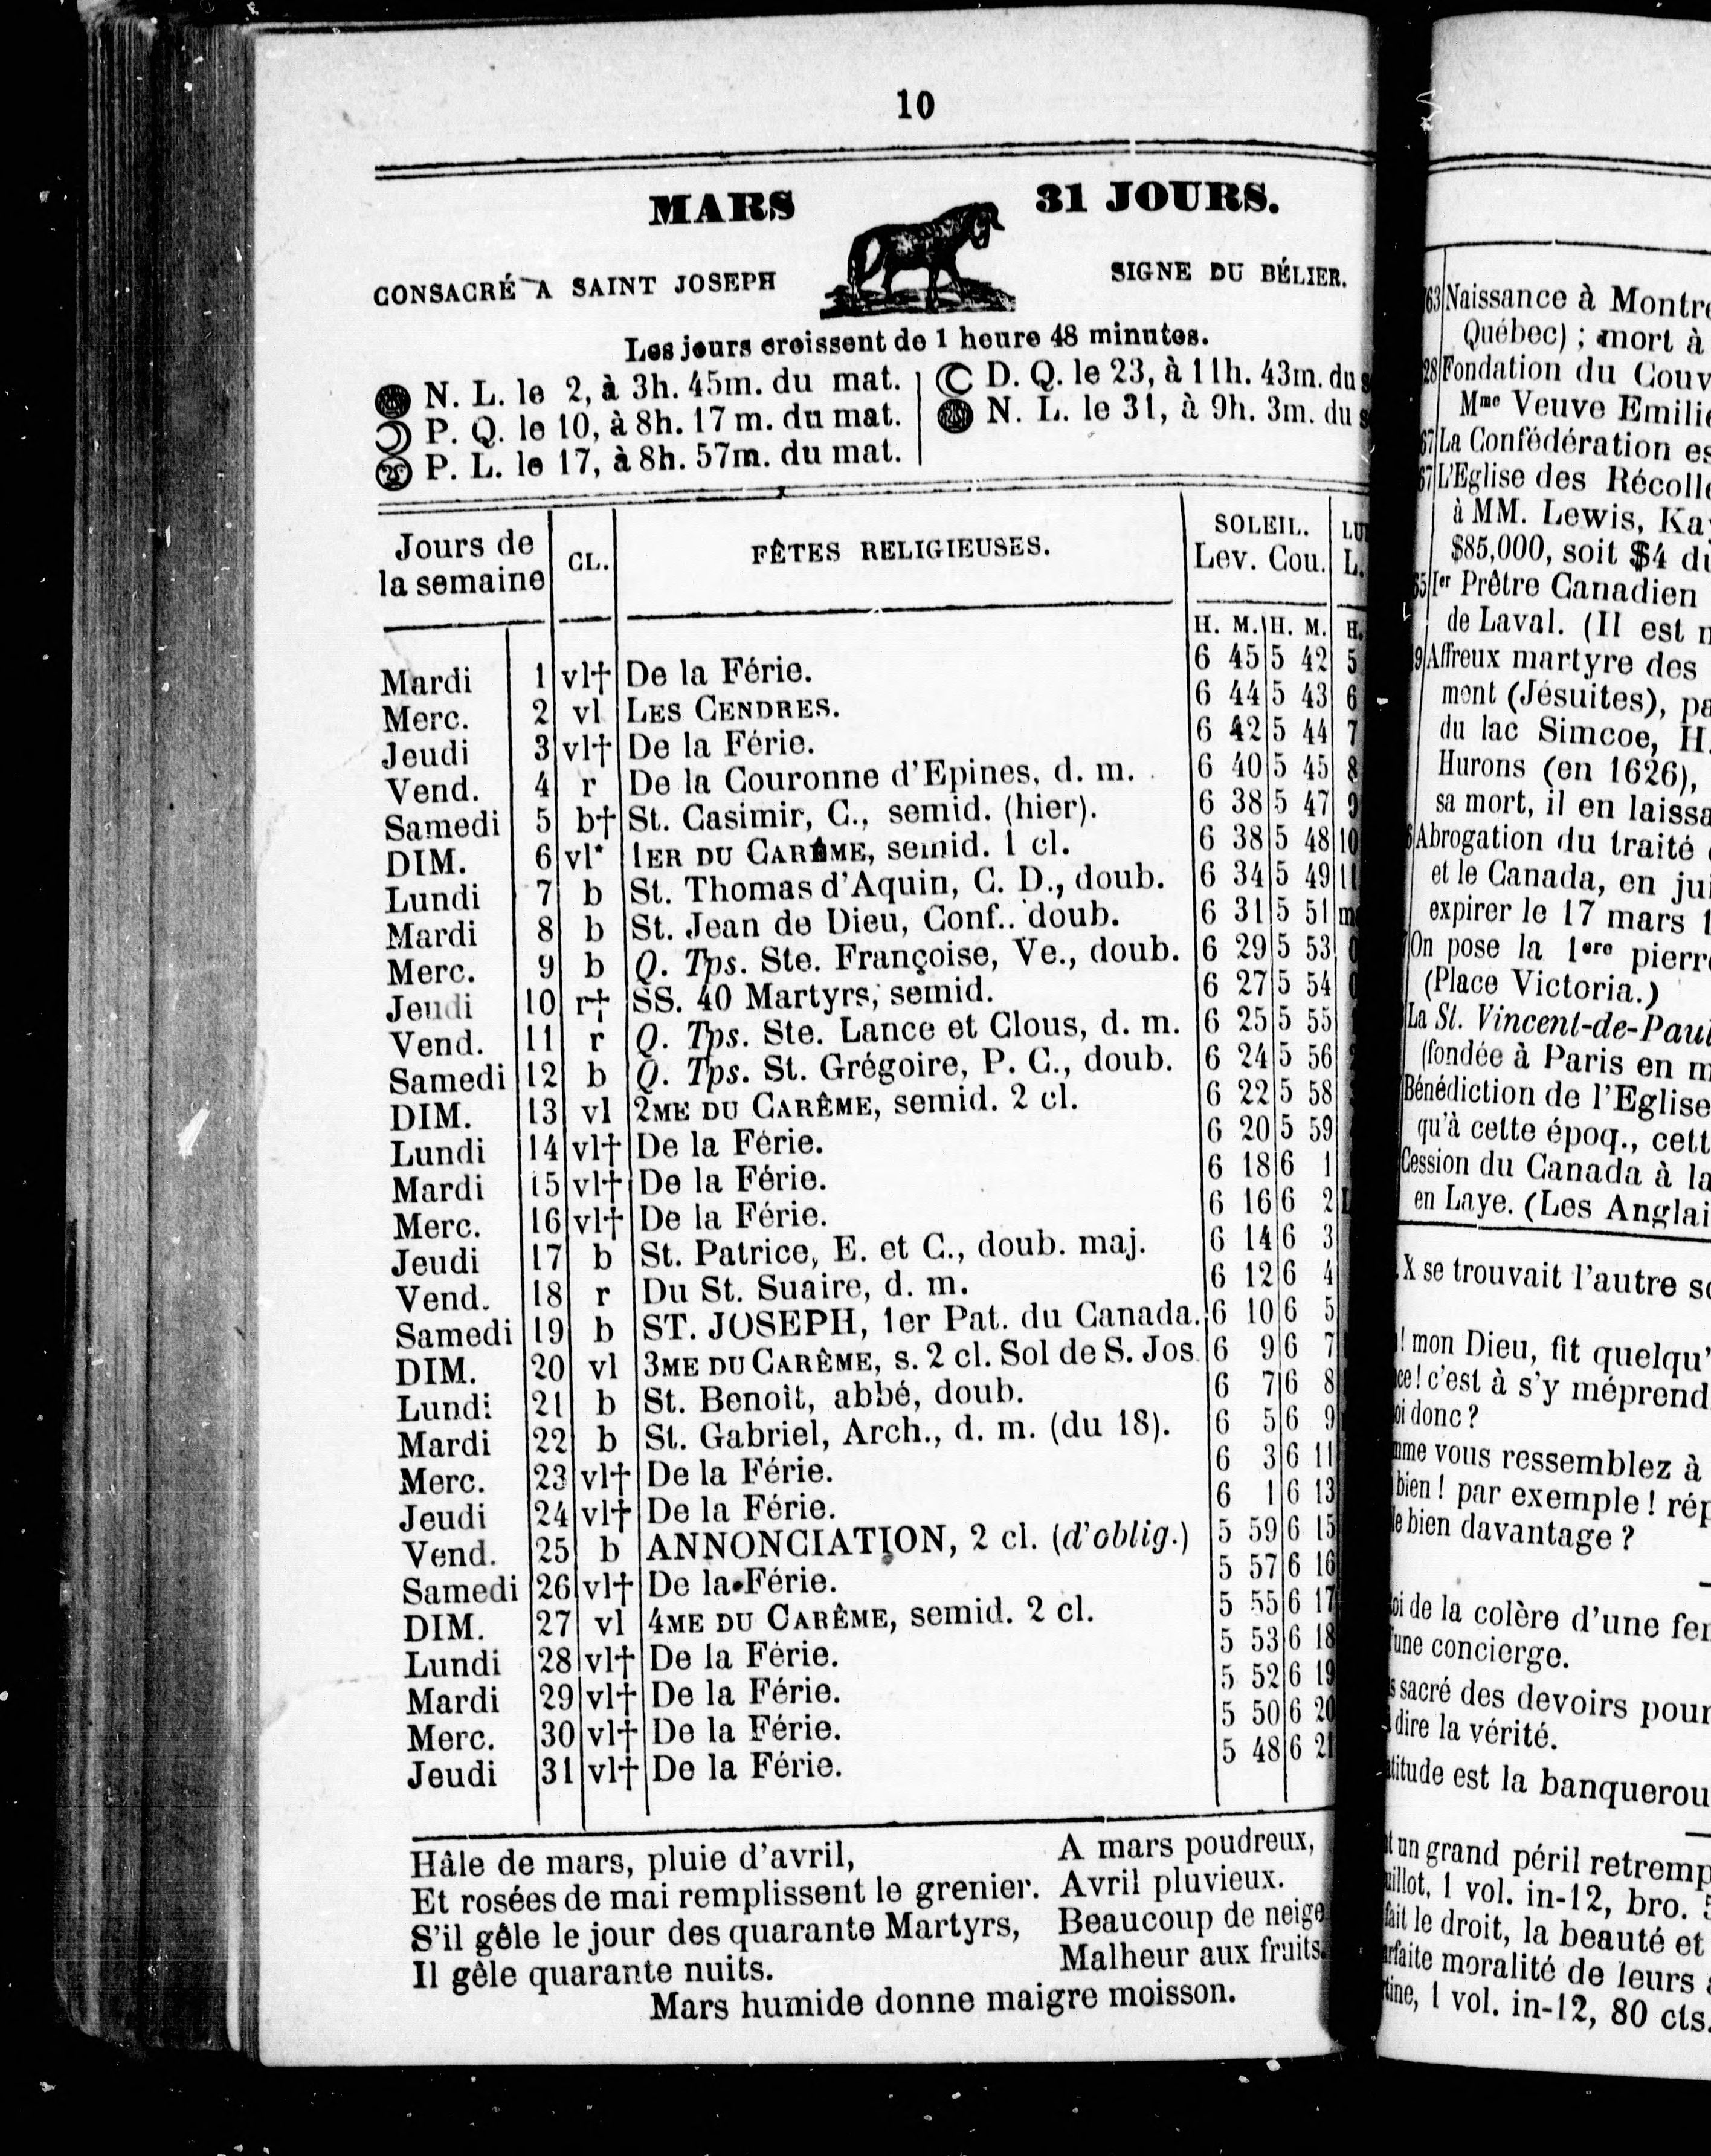 10
MARS 31 JOURS.
CONSACRÉ A SAINT JOSEPH SIGNE DU BÉLIER.
Les jours croissent de 1 heure 48 minutes.
N. L. le 2, à 3h. 45m. du mat. D. Q. le 23, à 11h. 43m. du
P. Q. le 10, à 8h. 17 m. du mat. N. L. le 31, à 9h. 3m. du
P. L. le 17, à 8h. 57m. du mat.
Jours de la semaine CL. FÊTES RELIGIEUSES. SOLEIL. Lev. Cou. L.
H. M. H. M. H.
Mardi 1 vl† De la Férie. 6 45 5 42 5
Merc. 2 vl LES CENDRES. 6 44 5 43 6
Jeudi 3 vl† De la Férie. 6 42 5 44 7
Vend. 4 r De la Couronne d'Epines, d. m. 6 40 5 45 8
Samedi 5 b† St. Casimir, C., semid. (hier). 6 38 5 47 9
DIM. 6 vl* 1ER DU CARÊME, semid. 1 cl. 6 38 5 48 10
Lundi 7 b St. Thomas d'Aquin, C. D., doub. 6 34 5 49 11
Mardi 8 b St. Jean de Dieu, Conf.. doub. 6 31 5 51
Merc. 9 b Q. Tps. Ste. Françoise, Ve., doub. 6 29 5 53
Jeudi 10 r† SS. 40 Martyrs, semid. 6 27 5 54
Vend. 11 r Q. Tps. Ste. Lance et Clous, d. m. 6 25 5 55
Samedi 12 b Q. Tps. St. Grégoire, P. C., doub. 6 24 5 56
DIM. 13 vl 2ME DU CARÊME, semid. 2 cl. 6 22 5 58
Lundi 14 vl† De la Férie. 6 20 5 59
Mardi 15 vl† De la Férie. 6 18 6 1
Merc. 16 vl† De la Férie. 6 16 6 2
Jeudi 17 b St. Patrice, E. et C., doub. maj. 6 14 6 3
Vend. 18 r Du St. Suaire, d. m. 6 12 6 4
Samedi 19 b ST. JOSEPH, 1er Pat. du Canada. 6 10 6 5
DIM. 20 vl 3ME DU CARÊME, s. 2 cl. Sol de S. Jos. 6 9 6 7
Lundi 21 b St. Benoît, abbé, doub. 6 7 6 8
Mardi 22 b St. Gabriel, Arch., d. m. (du 18). 6 5 6 9
Merc. 23 vl† De la Férie. 6 3 6 11
Jeudi 24 vl† De la Férie. 6 1 6 13
Vend. 25 b ANNONCIATION, 2 cl. (d'oblig.) 5 59 6 15
Samedi 26 vl† De la Férie. 5 57 6 16
DIM. 27 vl 4ME DU CARÊME, semid. 2 cl. 5 55 6 17
Lundi 28 vl† De la Férie. 5 53 6 18
Mardi 29 vl† De la Férie. 5 52 6 19
Merc. 30 vl† De la Férie. 5 50 6 20
Jeudi 31 vl† De la Férie. 5 48 6 21
Hâle de mars, pluie d'avril,
Et rosées de mai remplissent le grenier.
S'il gêle le jour des quarante Martyrs,
Il gêle quarante nuits.
A mars poudreux,
Avril pluvieux.
Beaucoup de neige
Malheur aux fruits.
Mars humide donne maigre moisson.
Naissance à
Québec) ; mort à
Fondation du
Mme Veuve Emilie
La Confédération
L'Eglise des
à MM. Lewis,
$85,000, soit $4
Ier Prêtre Canadien
de Laval. (Il est
Affreux martyre des
ment (Jésuites),
du lac Simcoe, H.
Hurons (en 1626),
sa mort, il en
Abrogation du traité
et le Canada, en
expirer le 17 mars
On pose la 1ere
(Place Victoria.)
La St. Vincent-de-Paul
(fondée à Paris en
Bénédiction de l'Eglise
qu'à cette époq.,
Cession du Canada à la
en Laye. (Les
X se trouvait l'autre
! mon Dieu, fit
! c'est à s'y
donc ?
vous ressemblez à
bien ! par exemple !
bien davantage ?
de la colère d'une
concierge.
sacré des devoirs pour
dire la vérité.
est la
un grand péril
1 vol. in-12, bro.
le droit, la beauté et
moralité de leurs
1 vol. in-12, 80 cts.